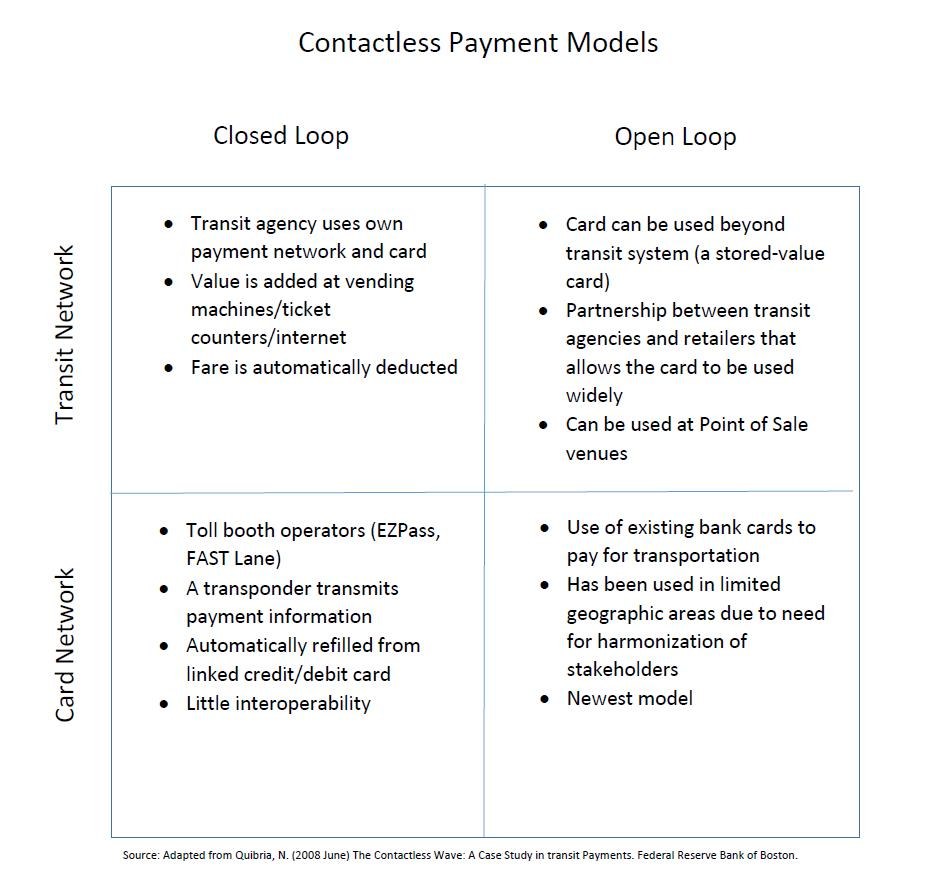 Contactless Payment Models
Closed Loop
Open Loop
Transit Network
• Transit agency uses own
payment network and card
• Value is added at vending
machines/ticket
counters/internet
• Fare is automatically deducted
• Card can be used beyond
transit system (a stored-value
card)
• Partnership between transit
agencies and retailers that
allows the card to be used
widely
• Can be used at Point of Sale
venues
Card Network
• Toll booth operators (EZPass,
FAST Lane)
• A transponder transmits
payment information
• Automatically refilled from
linked credit/debit card
• Little interoperability
• Use of existing bank cards to
pay for transportation
• Has been used in limited
geographic areas due to need
for harmonization of
stakeholders
• Newest model
Source: Adapted from Quibria, N. (2008 June) The Contactless Wave: A Case Study in transit Payments. Federal Reserve Bank of Boston.